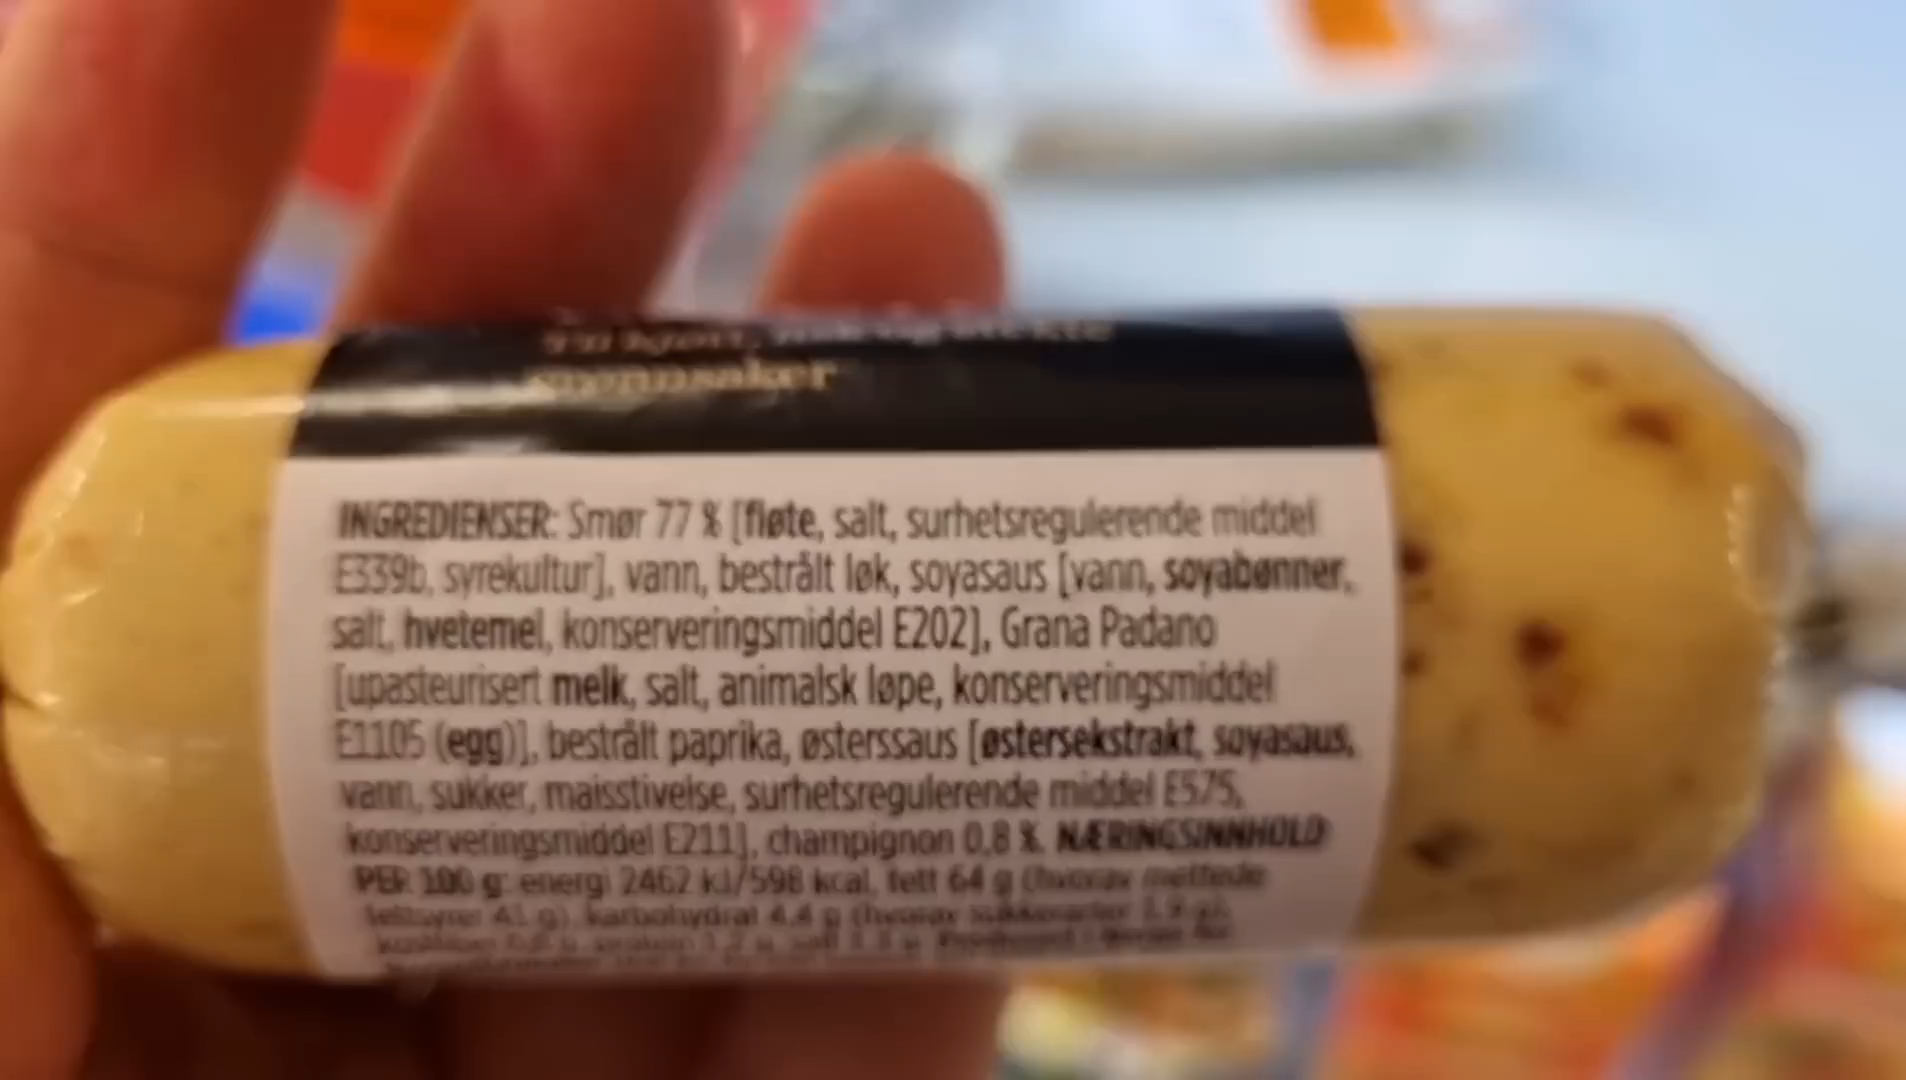 grønnsaker
INGREDIENSER: Smør 77 % [fløte, salt, surhetsregulerende middel
E339b, syrekultur], vann, bestrålt løk, soyasaus [vann, soyabønner,
salt, hvetemel, konserveringsmiddel E202], Grana Padano
[upasteurisert melk, salt, animalsk løpe, konserveringsmiddel
E1105 (egg)], bestrålt paprika, østerssaus [østersekstrakt, soyasaus,
vann, sukker, maisstivelse, surhetsregulerende middel E575,
konserveringsmiddel E211], champignon 0,8 %. NÆRINGSINNHOLD
PER 100 g: energi 2462 kJ/598 kcal, fett 64 g (hvorav mettede
fettsyrer 41 g), karbohydrat 4,4 g (hvorav sukkerarter 1,9 g),